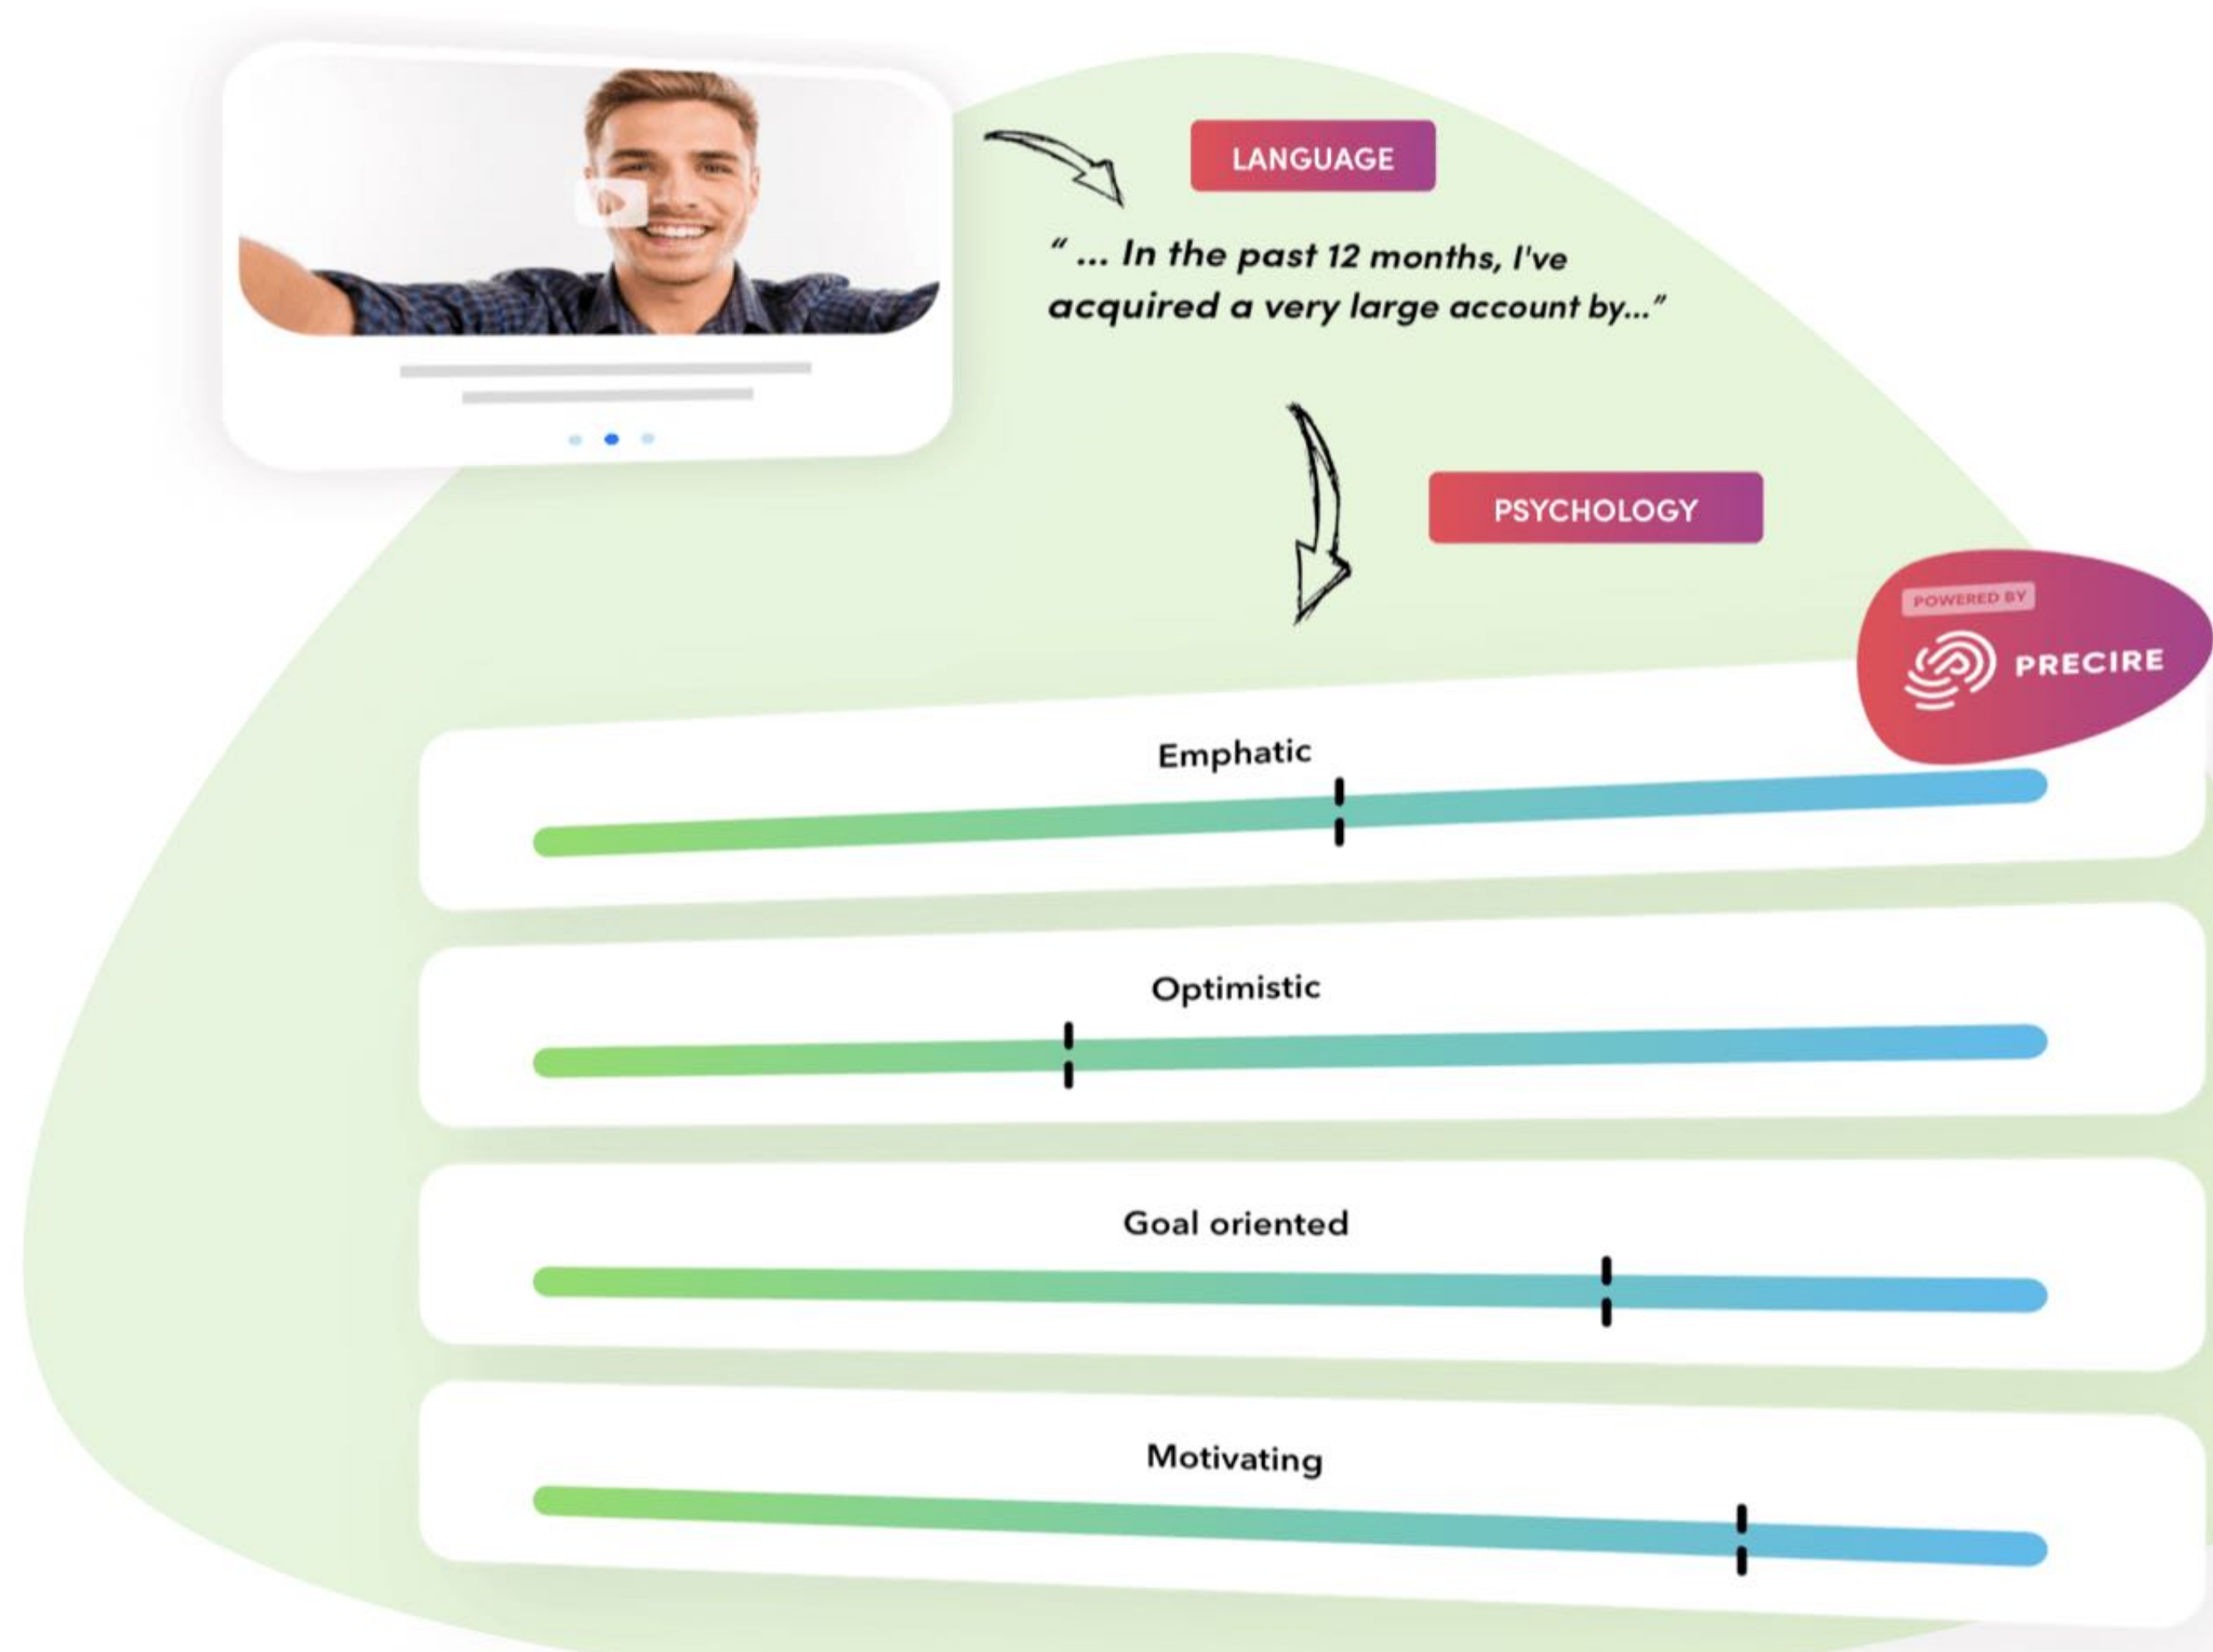 LANGUAGE
“ ... In the past 12 months, I've
acquired a very large account by...”
PSYCHOLOGY
POWERED BY
PRECIRE
Emphatic
Optimistic
Goal oriented
Motivating